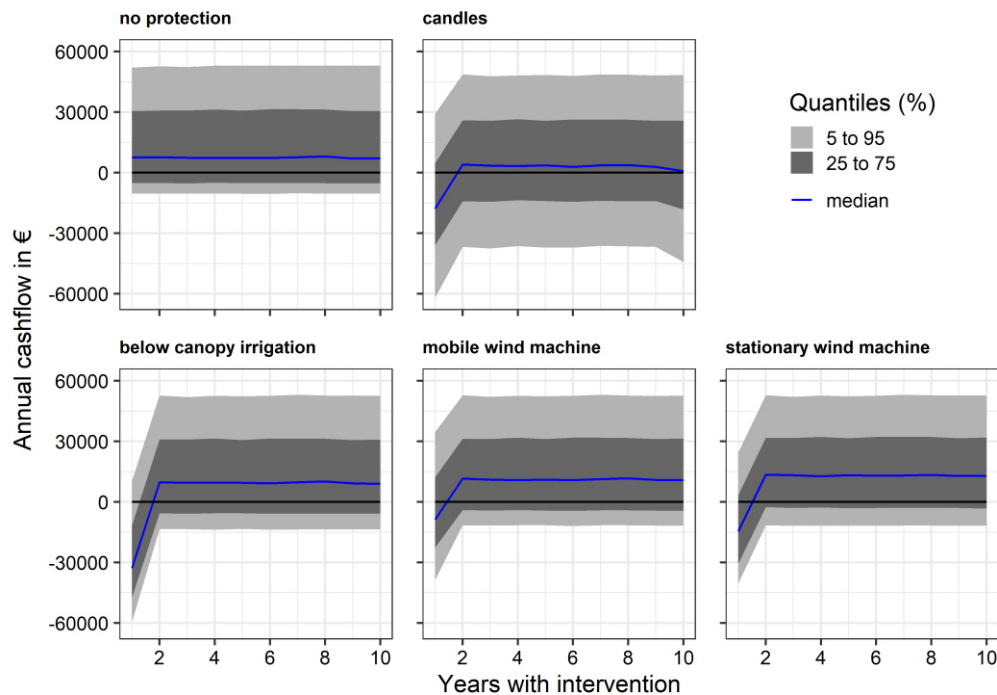 no protection
candles
60000
30000
0
-30000
-60000
Quantiles (%)
5 to 95
25 to 75
median
Annual cashflow in €
below canopy irrigation
mobile wind machine
stationary wind machine
60000
30000
0
-30000
-60000
2 4 6 8 10
2 4 6 8 10
2 4 6 8 10
Years with intervention